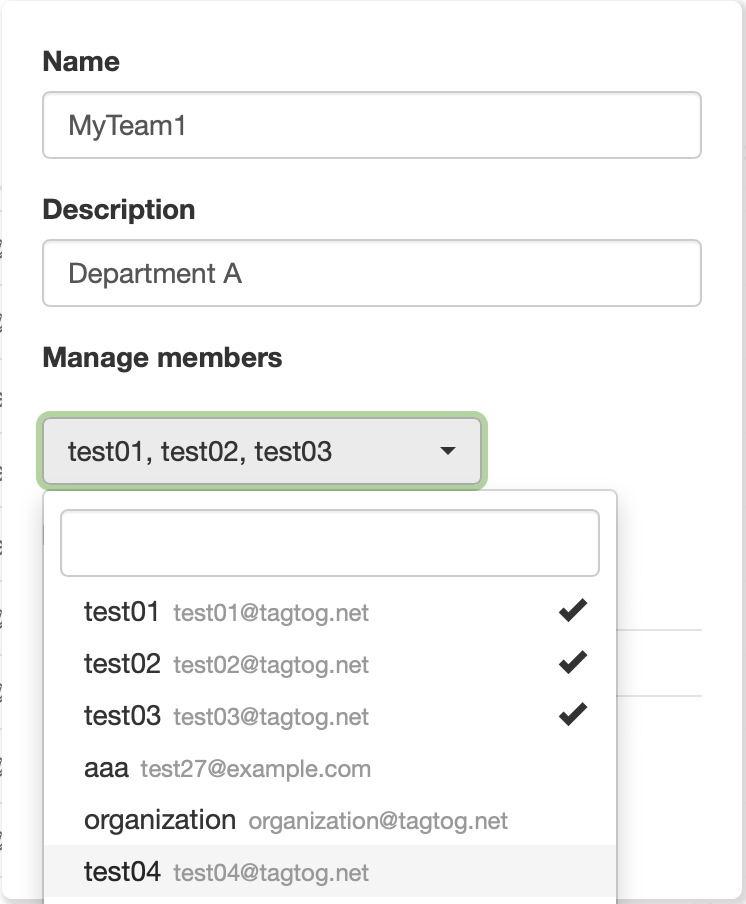 Name
MyTeam1
Description
Department A
Manage members
test01, test02, test03
test01 test01@tagtog.net
test02 test02@tagtog.net
test03 test03@tagtog.net
aaa test27@example.com
organization organization@tagtog.net
test04 test04@tagtog.net